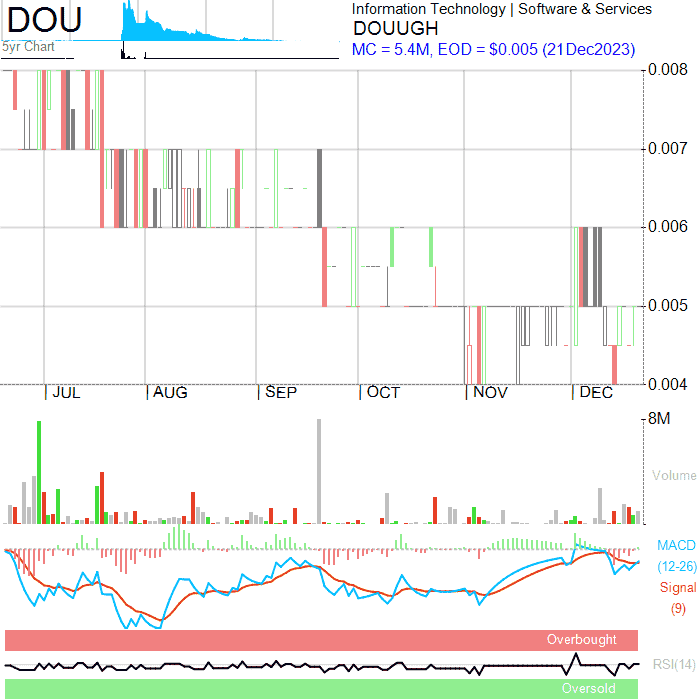 DOU
5yr Chart
Information Technology | Software & Services
DOUUGH
MC = 5.4M, EOD = $0.005 (21Dec2023)
0.008
0.007
0.006
0.005
0.004
JUL
AUG
SEP
OCT
NOV
DEC
8M
Volume
MACD
(12-26)
Signal
(9)
Overbought
RSI(14)
Oversold